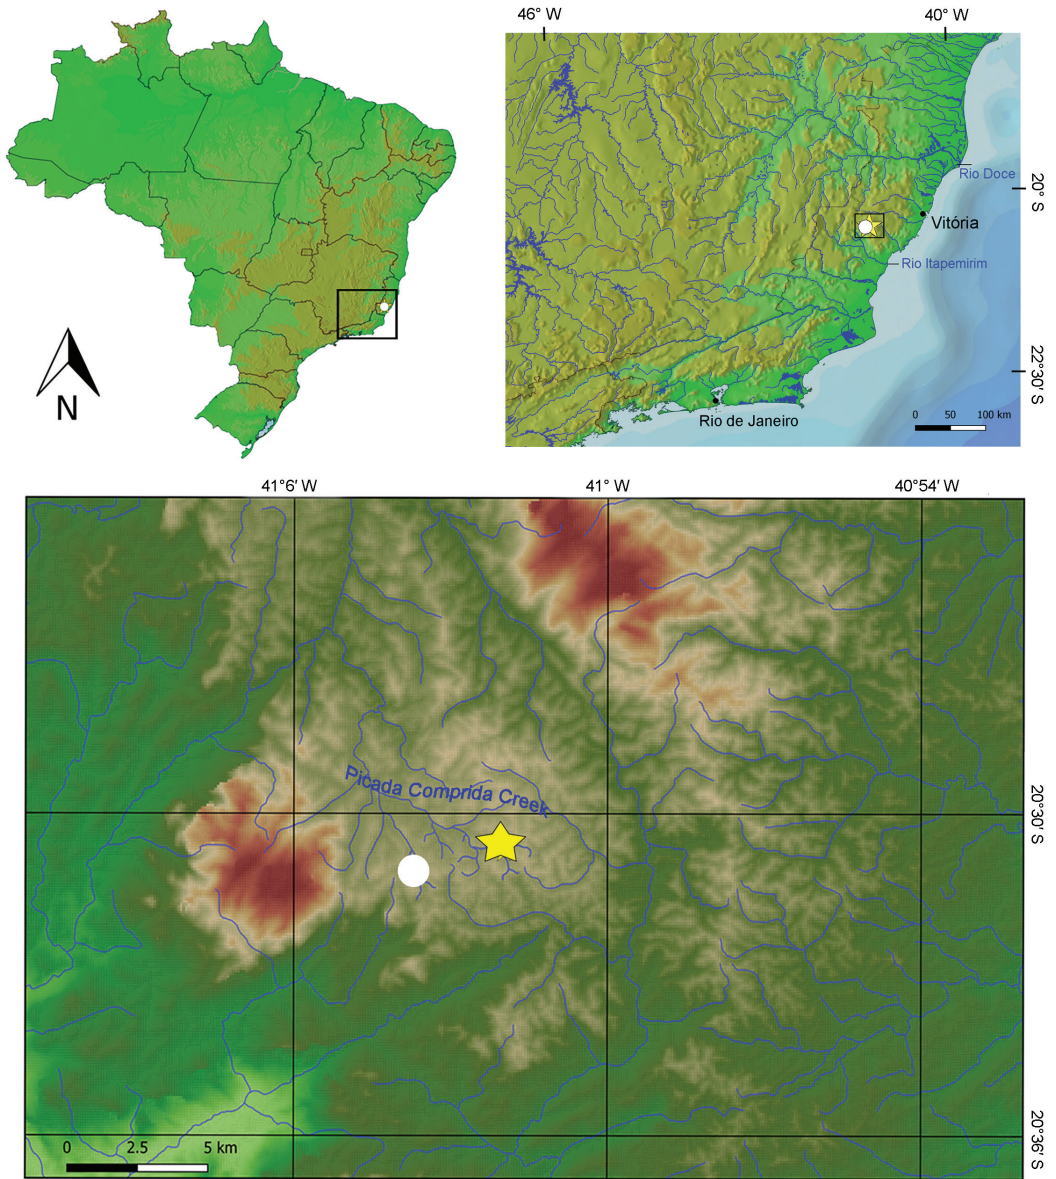 46° W
40° W
Rio Doce
20° S
Vitória
Rio Itapemirim
22°30' S
0 50 100 km
Rio de Janeiro
N
41°6' W
41° W
40°54' W
Picada Comprida Creek
20°30' S
20°36' S
0 2.5 5 km